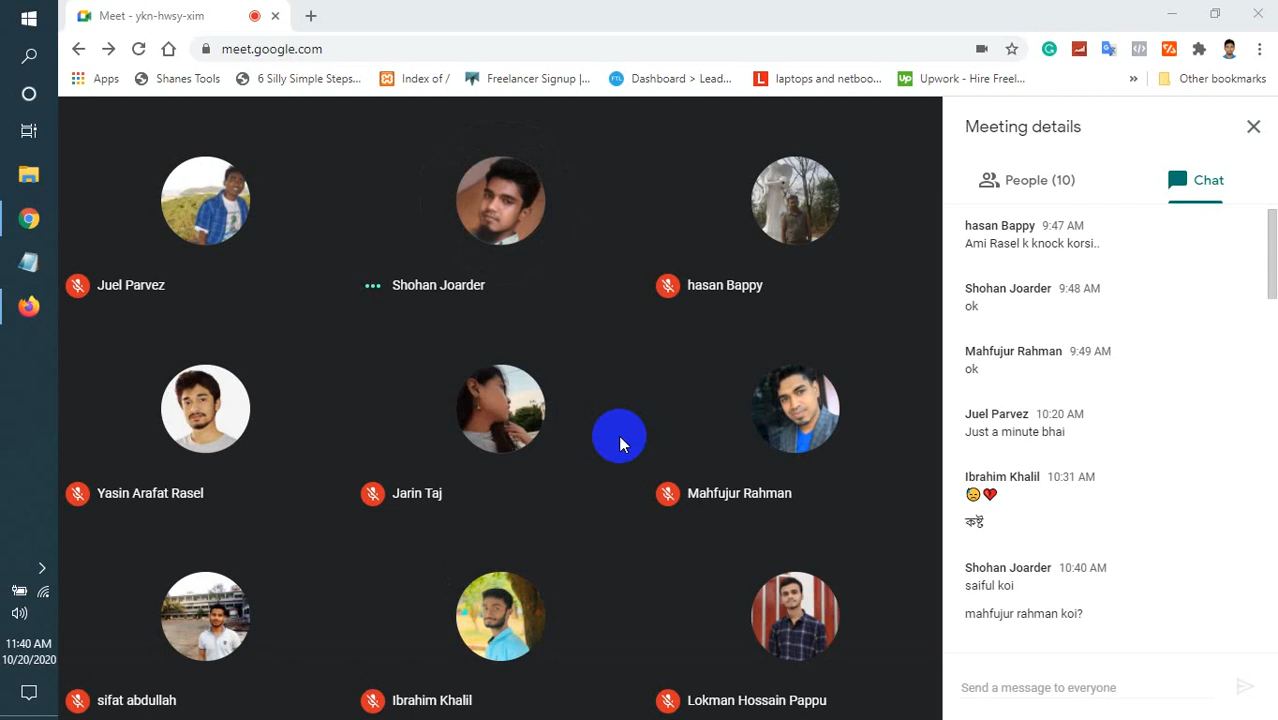 Meet - ykn-hwsy-xim
meet.google.com
Apps
Shanes Tools
6 Silly Simple Steps...
Index of /
Freelancer Signup |...
FTL
Dashboard > Lead...
L
laptops and netboo...
Up
Upwork - Hire Freel...
»
Other bookmarks
Juel Parvez
Shohan Joarder
hasan Bappy
Yasin Arafat Rasel
Jarin Taj
Mahfujur Rahman
sifat abdullah
Ibrahim Khalil
Lokman Hossain Pappu
Meeting details
People (10)
Chat
hasan Bappy 9:47 AM
Ami Rasel k knock korsi..
Shohan Joarder 9:48 AM
ok
Mahfujur Rahman 9:49 AM
ok
Juel Parvez 10:20 AM
Just a minute bhai
Ibrahim Khalil 10:31 AM
😓💔
কষ্ট
Shohan Joarder 10:40 AM
saiful koi
mahfujur rahman koi?
Send a message to everyone
11:40 AM
10/20/2020